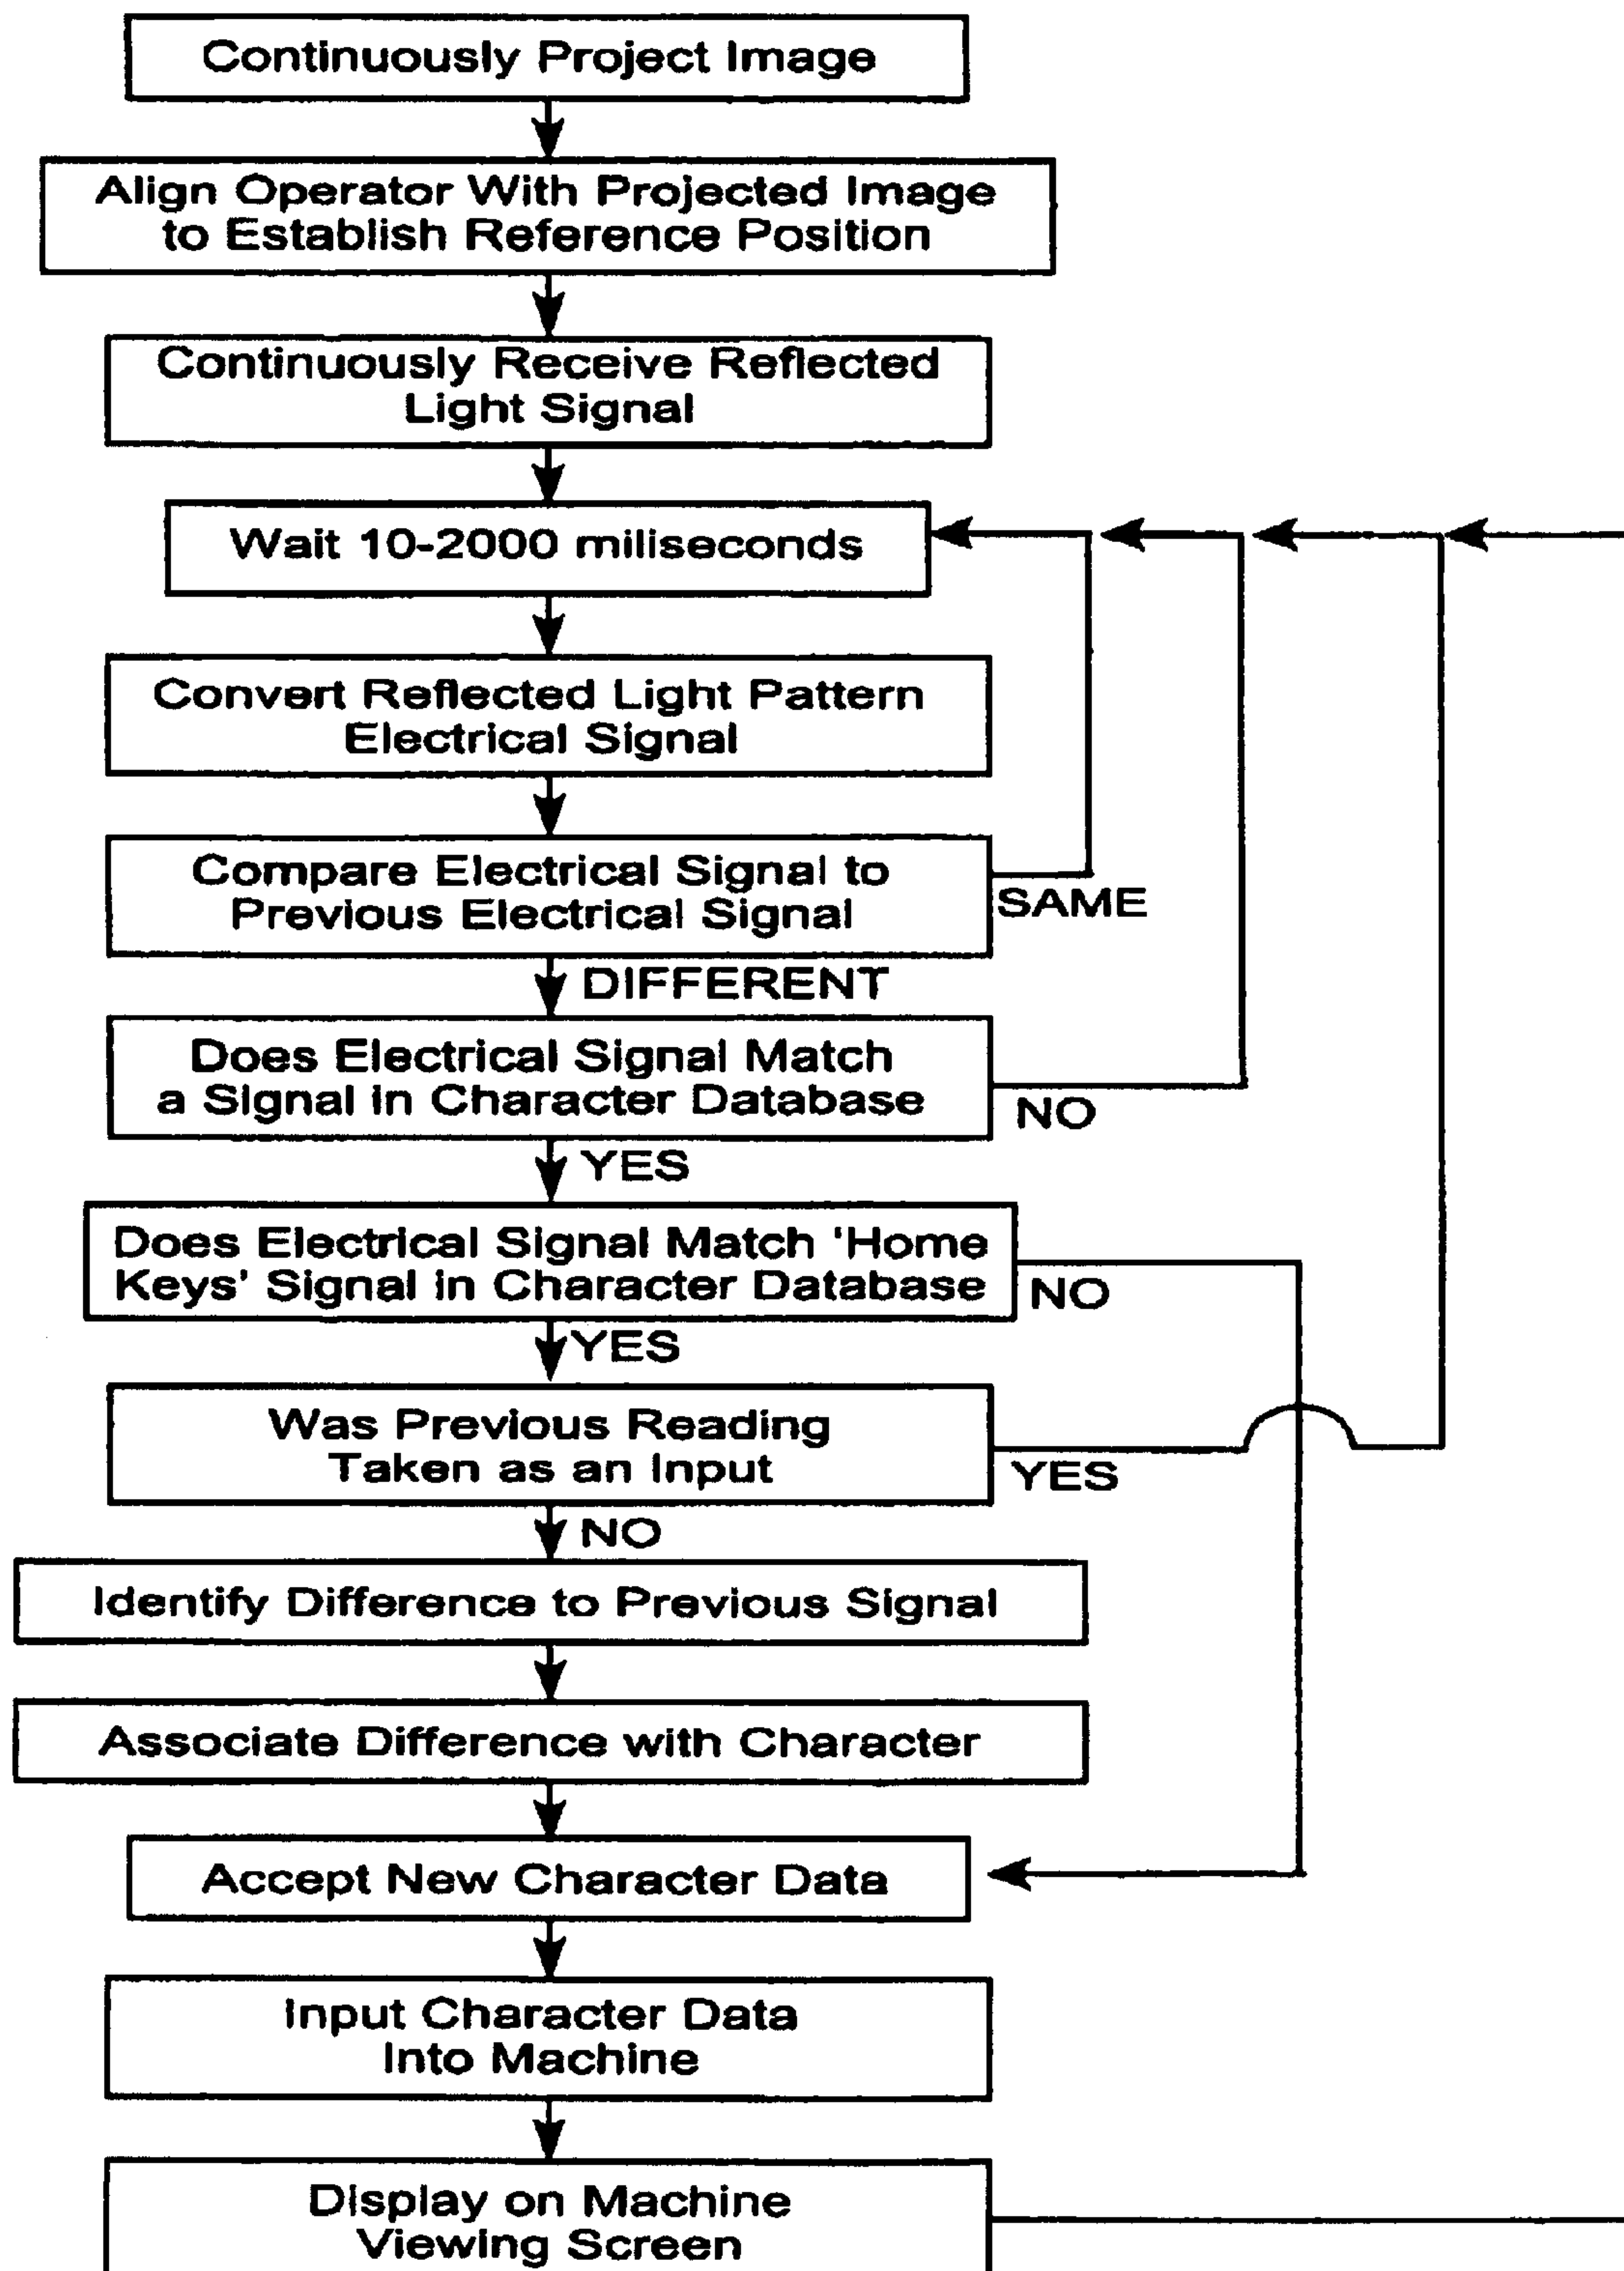 Continuously Project Image
Align Operator With Projected Image
to Establish Reference Position
Continuously Receive Reflected
Light Signal
Wait 10-2000 miliseconds
Convert Reflected Light Pattern
Electrical Signal
Compare Electrical Signal to
Previous Electrical Signal
SAME
DIFFERENT
Does Electrical Signal Match
a Signal in Character Database
NO
YES
Does Electrical Signal Match 'Home
Keys' Signal in Character Database
NO
YES
Was Previous Reading
Taken as an Input
YES
NO
Identify Difference to Previous Signal
Associate Difference with Character
Accept New Character Data
Input Character Data
Into Machine
Display on Machine
Viewing Screen